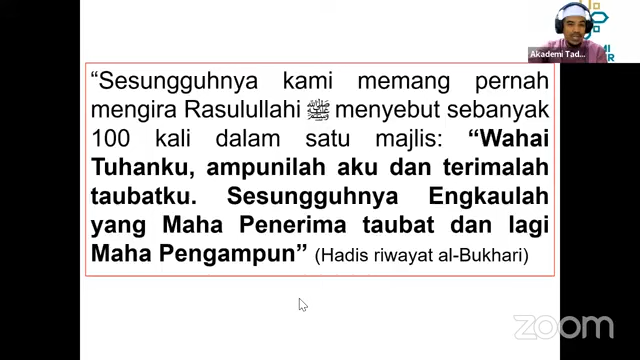 Akademi Tad...
“Sesungguhnya kami memang pernah
mengira Rasulullahi ﷺ menyebut sebanyak
100 kali dalam satu majlis: “Wahai
Tuhanku, ampunilah aku dan terimalah
taubatku. Sesungguhnya Engkaulah
yang Maha Penerima taubat dan lagi
Maha Pengampun” (Hadis riwayat al-Bukhari)
zoom